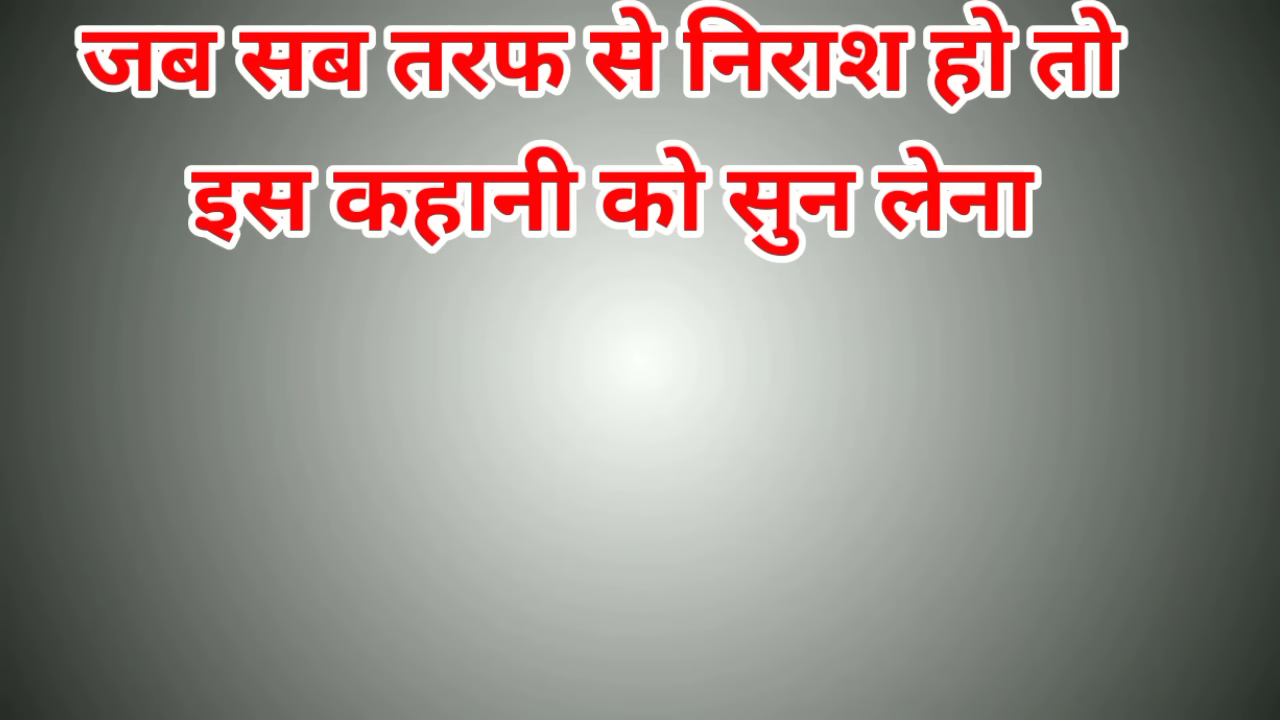 जब सब तरफ से निराश हो तो
इस कहानी को सुन लेना